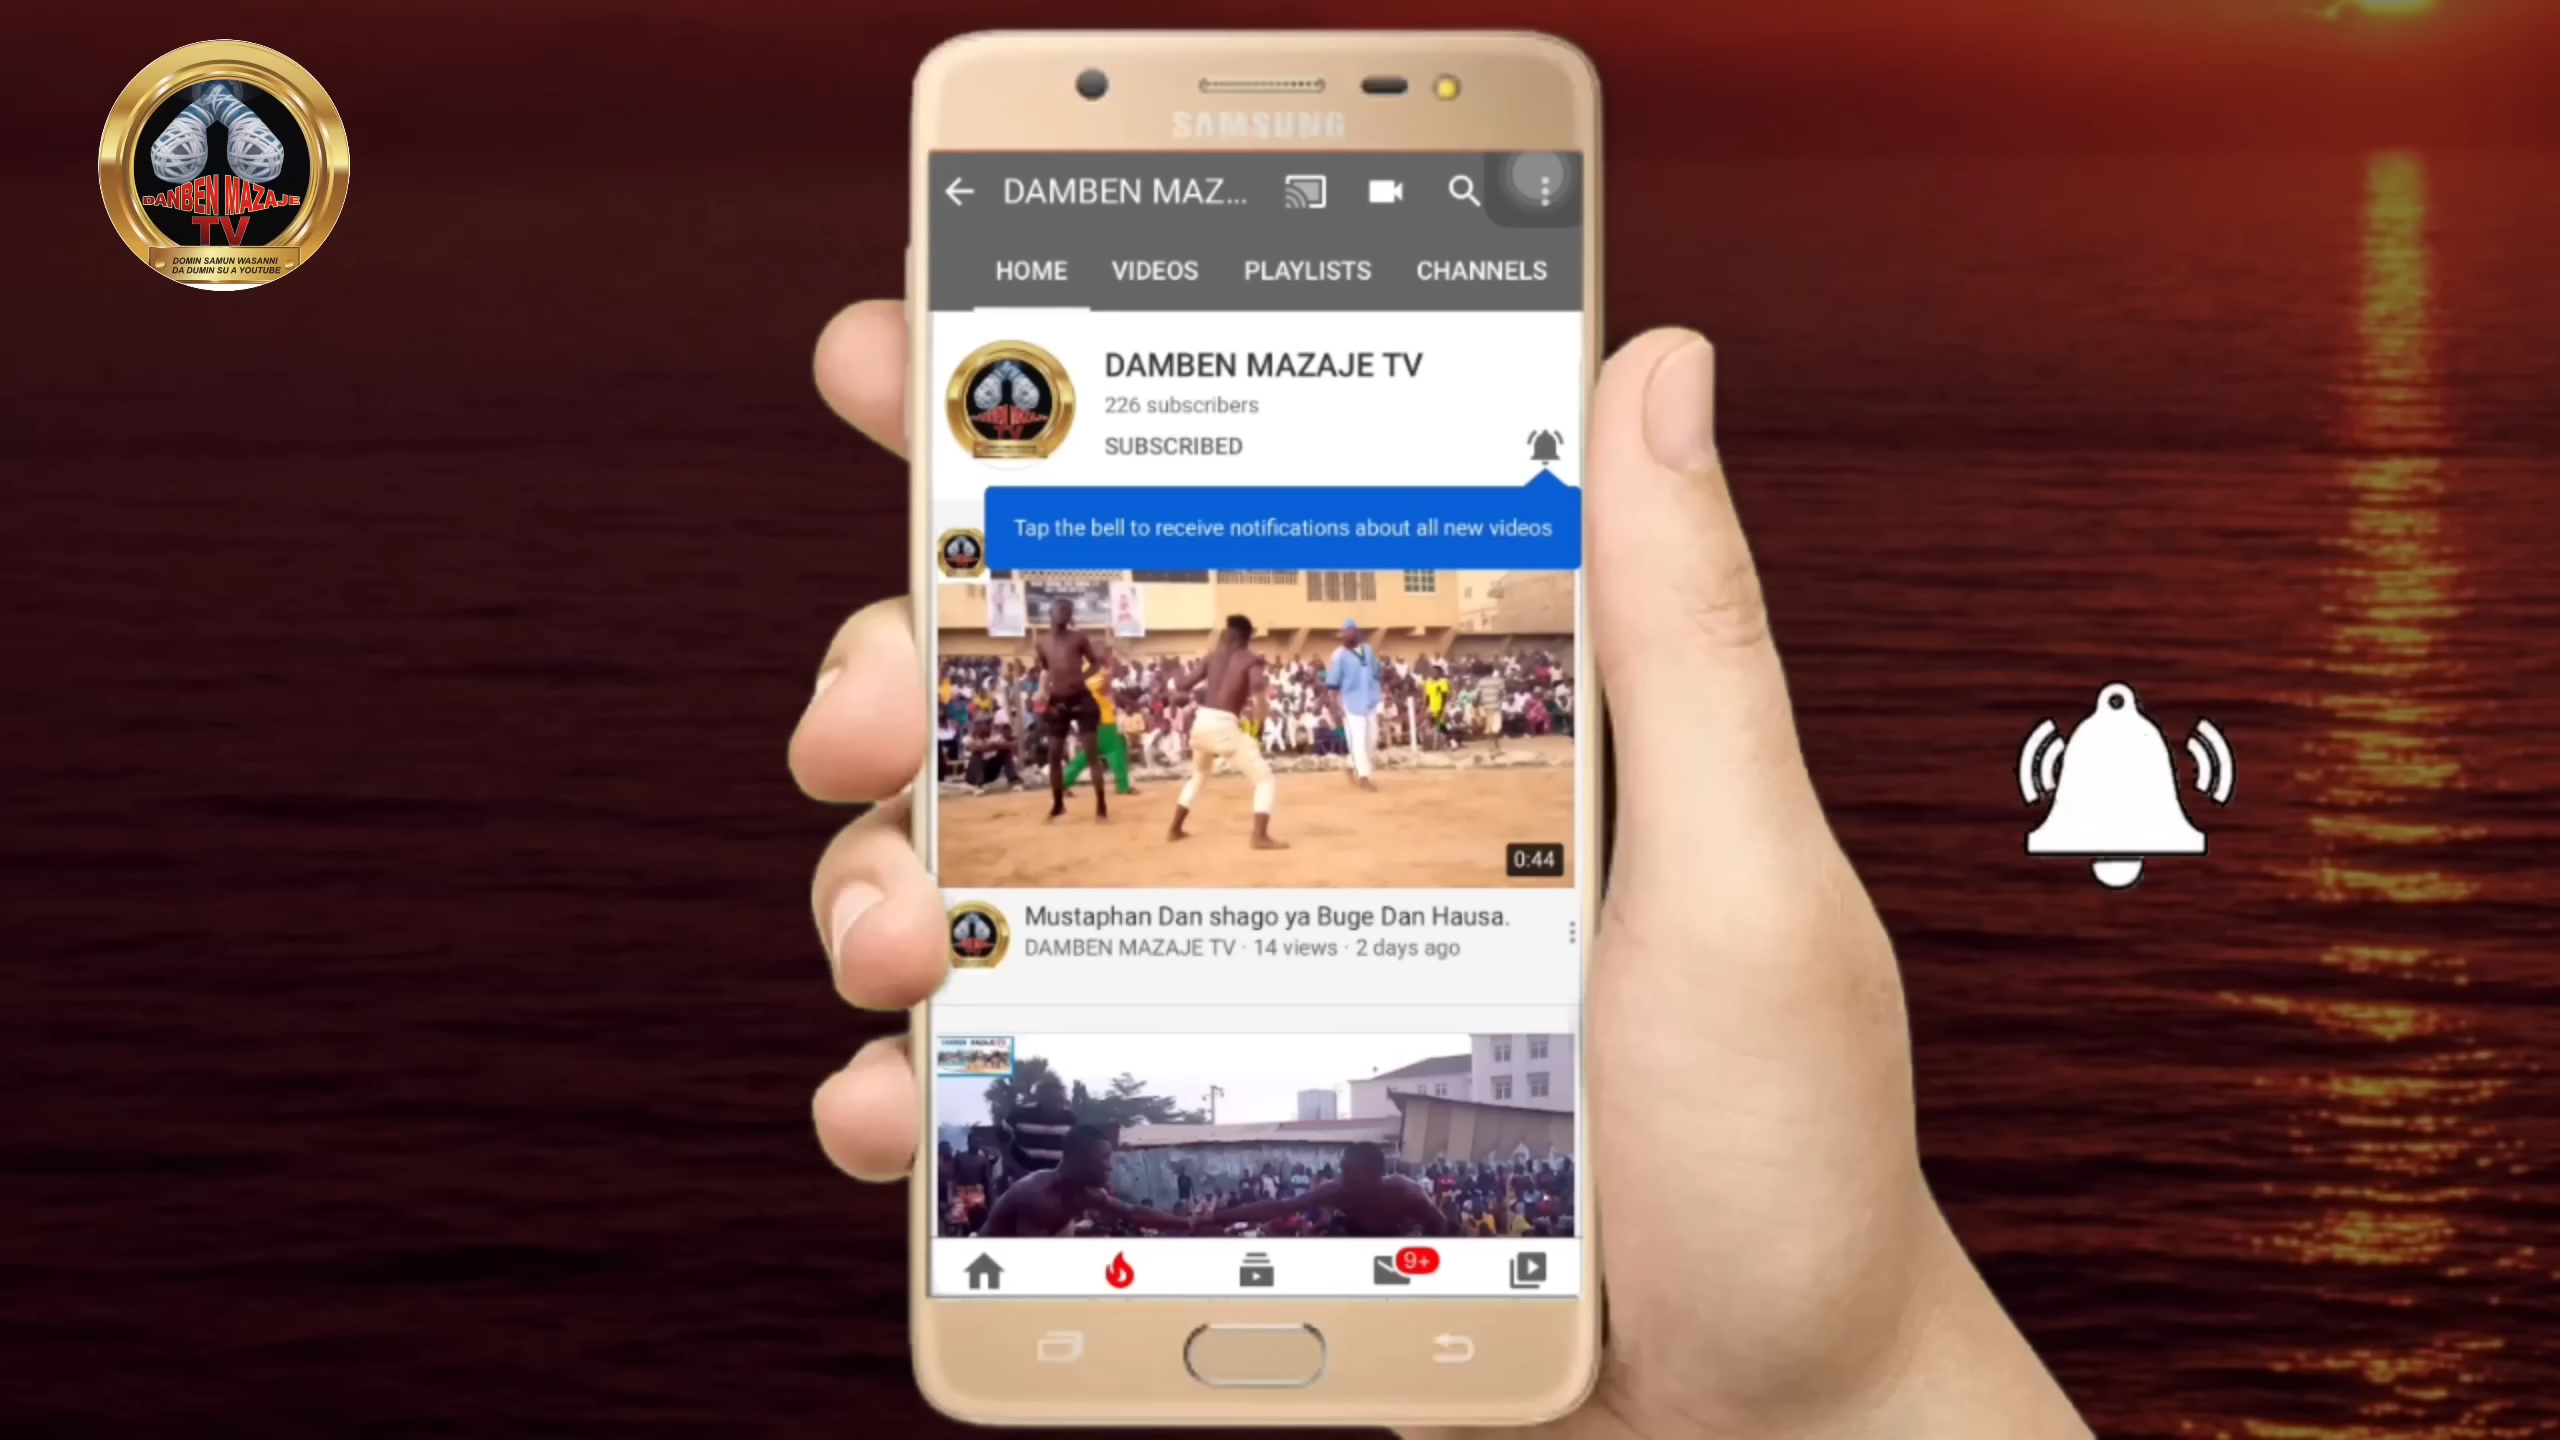 DANBEN MAZAJE
TV
DOMIN SAMUN WASANNI
DA DUMIN SU A YOUTUBE
SAMSUNG
DAMBEN MAZ...
HOME VIDEOS PLAYLISTS CHANNELS
DAMBEN MAZAJE TV
226 subscribers
SUBSCRIBED
Tap the bell to receive notifications about all new videos
0:44
Mustaphan Dan shago ya Buge Dan Hausa.
DAMBEN MAZAJE TV · 14 views · 2 days ago
9+